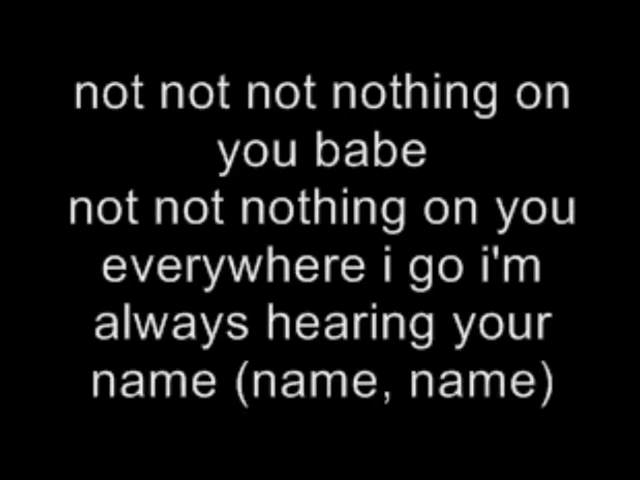 not not not nothing on
you babe
not not nothing on you
everywhere i go i'm
always hearing your
name (name, name)